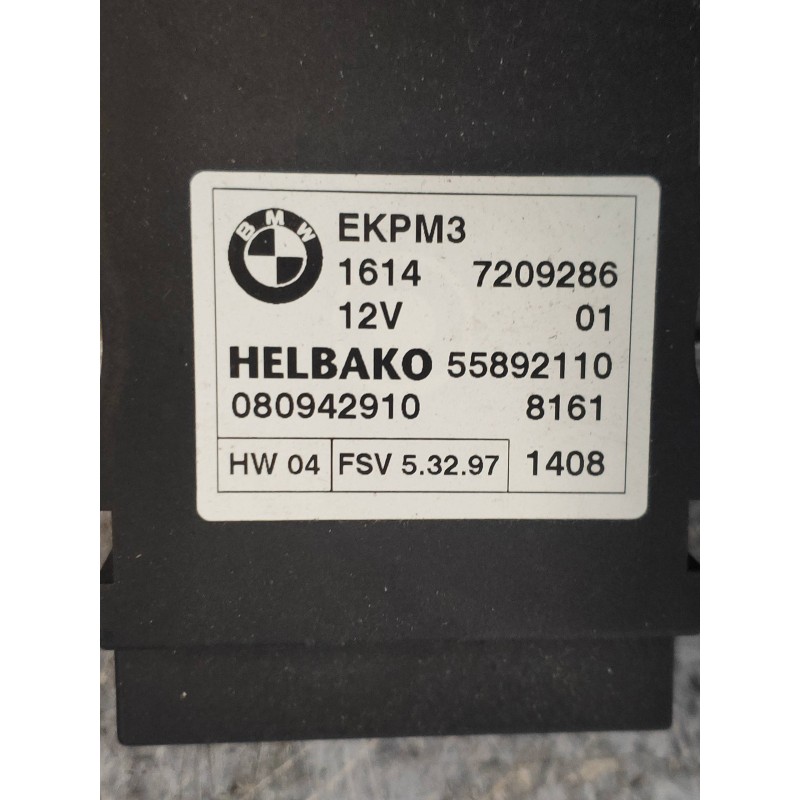 BMW
EKPM3
1614 7209286
12V 01
HELBAKO 55892110
080942910 8161
HW 04 FSV 5.32.97 1408